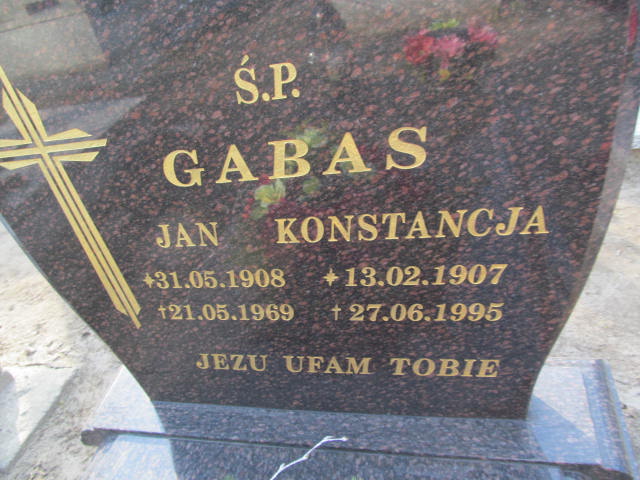 Ś.P.
GABAS
JAN KONSTANCJA
*31.05.1908 *13.02.1907
†21.05.1969 †27.06.1995
JEZU UFAM TOBIE